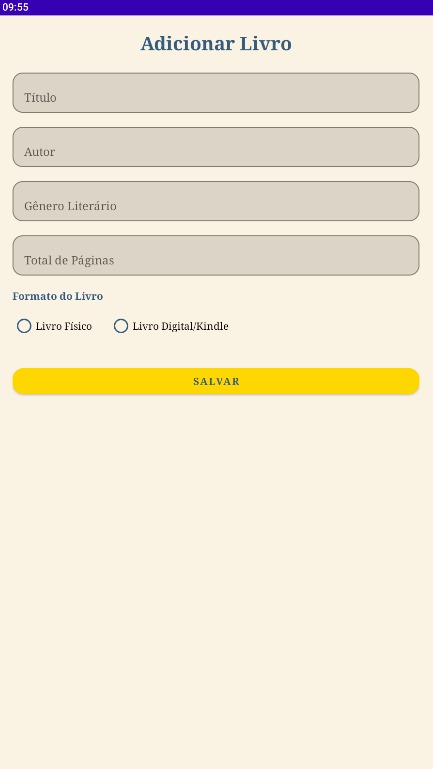 09:55
Adicionar Livro
Título
Autor
Gênero Literário
Total de Páginas
Formato do Livro
Livro Físico Livro Digital/Kindle
SALVAR